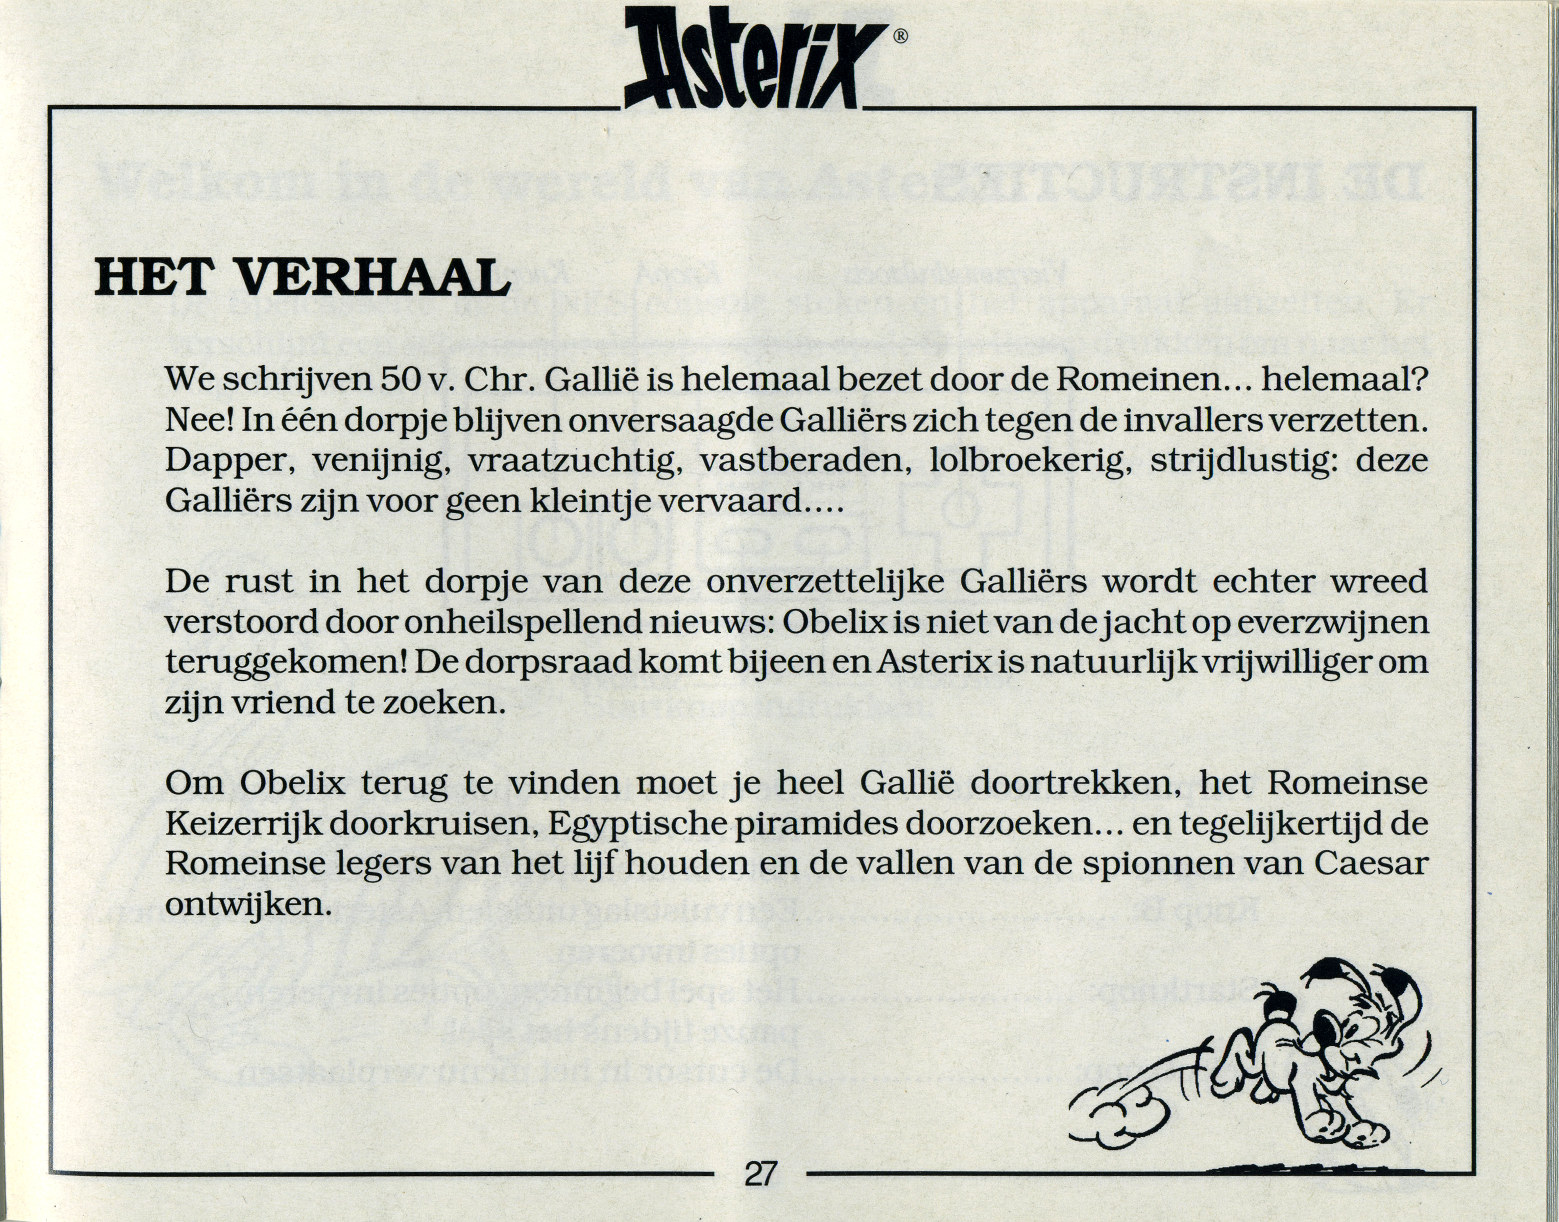 Asterix®
HET VERHAAL
We schrijven 50 v. Chr. Gallië is helemaal bezet door de Romeinen... helemaal?
Nee! In één dorpje blijven onversaagde Galliërs zich tegen de invallers verzetten.
Dapper, venijnig, vraatzuchtig, vastberaden, lolbroekerig, strijdlustig: deze
Galliërs zijn voor geen kleintje vervaard....
De rust in het dorpje van deze onverzettelijke Galliërs wordt echter wreed
verstoord door onheilspellend nieuws: Obelix is niet van de jacht op everzwijnen
teruggekomen! De dorpsraad komt bijeen en Asterix is natuurlijk vrijwilliger om
zijn vriend te zoeken.
Om Obelix terug te vinden moet je heel Gallië doortrekken, het Romeinse
Keizerrijk doorkruisen, Egyptische piramides doorzoeken... en tegelijkertijd de
Romeinse legers van het lijf houden en de vallen van de spionnen van Caesar
ontwijken.
27